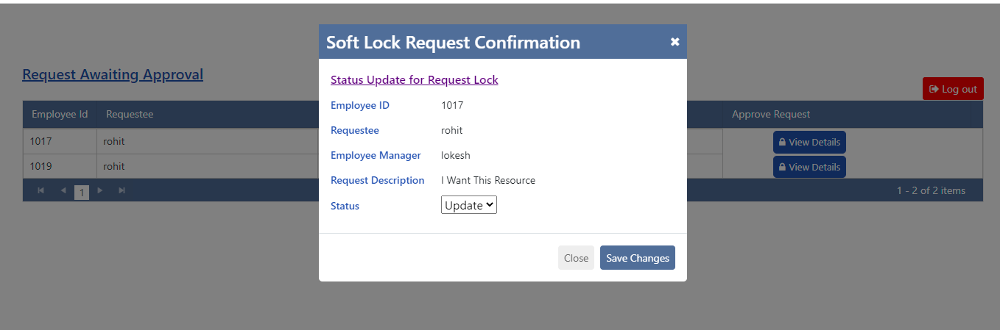 Soft Lock Request Confirmation
Request Awaiting Approval
Log out
Employee Id Requestee Approve Request
1017 rohit View Details
1019 rohit View Details
1
1 - 2 of 2 items
Status Update for Request Lock
Employee ID 1017
Requestee rohit
Employee Manager lokesh
Request Description I Want This Resource
Status Update
Close Save Changes